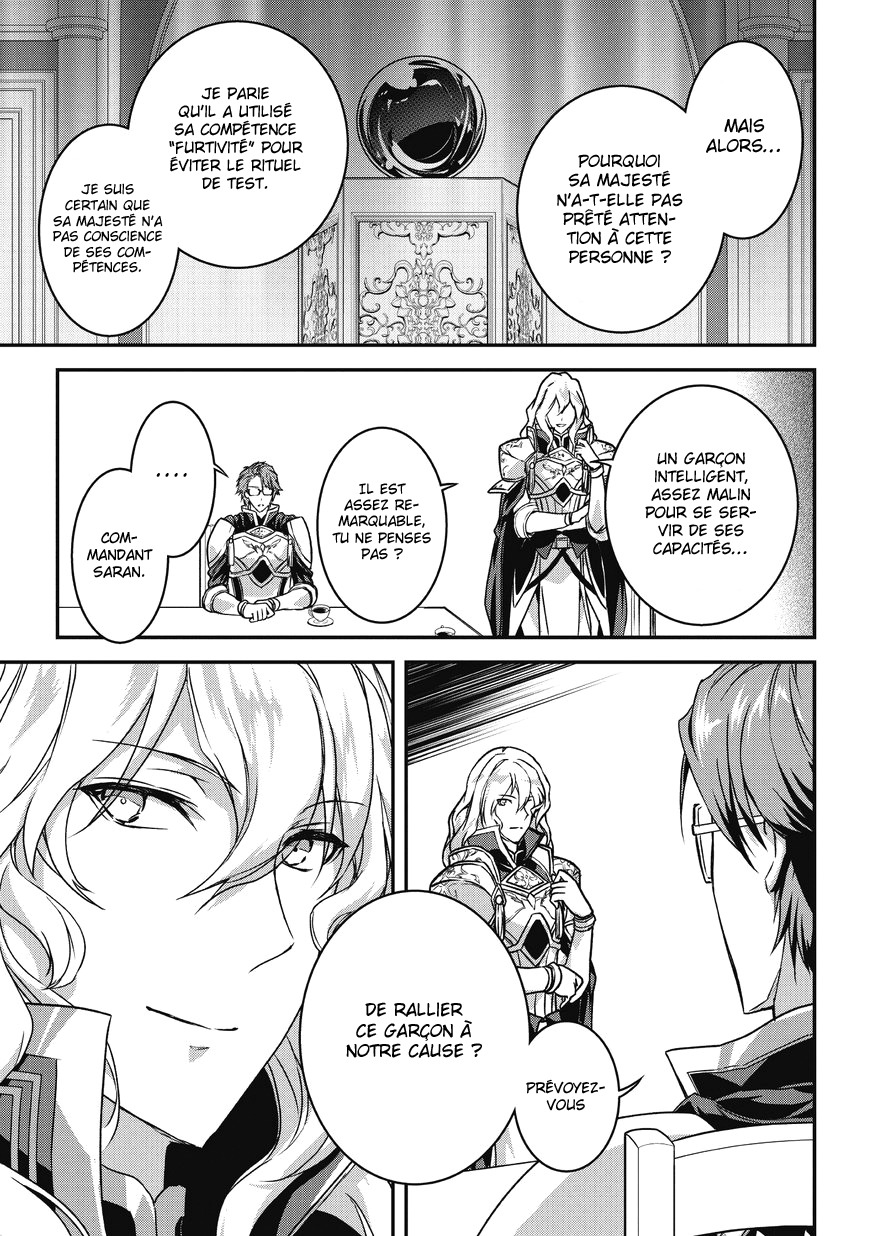 MAIS
ALORS...
POURQUOI
SA MAJESTÉ
N'A-T-ELLE PAS
PRÊTÉ ATTEN-
TION À CETTE
PERSONNE ?
JE PARIE
QU'IL A UTILISÉ
SA COMPÉTENCE
"FURTIVITÉ" POUR
ÉVITER LE RITUEL
DE TEST.
JE SUIS
CERTAIN QUE
SA MAJESTÉ N'A
PAS CONSCIENCE
DE SES COM-
PÉTENCES.
UN GARÇON
INTELLIGENT,
ASSEZ MALIN
POUR SE SER-
VIR DE SES
CAPACITÉS...
IL EST
ASSEZ RE-
MARQUABLE,
TU NE PENSES
PAS ?
....
COM-
MANDANT
SARAN.
PRÉVOYEZ-
VOUS
DE RALLIER
CE GARÇON À
NOTRE CAUSE ?